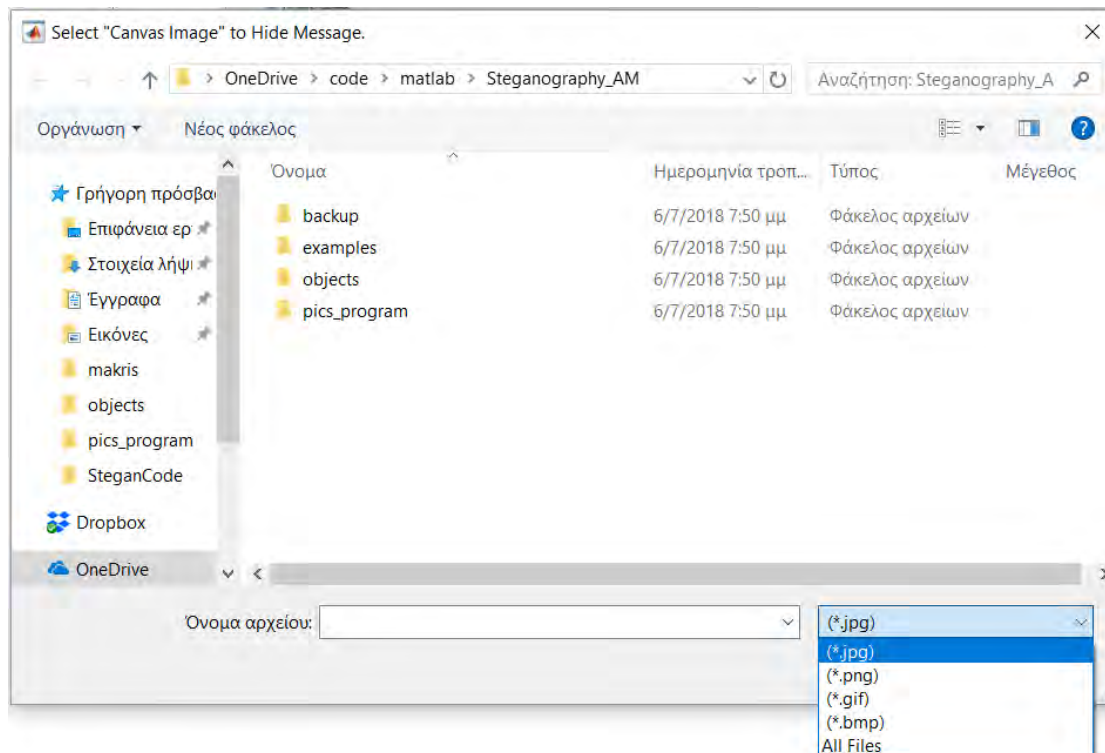 Select "Canvas Image" to Hide Message.
OneDrive > code > matlab > Steganography_AM
Αναζήτηση: Steganography_A
Οργάνωση
Νέος φάκελος
?
Όνομα
Ημερομηνία τροπ...
Τύπος
Μέγεθος
Γρήγορη πρόσβα
Επιφάνεια ερ
Στοιχεία λήψι
Έγγραφα
Εικόνες
makris
objects
pics_program
SteganCode
Dropbox
OneDrive
backup 6/7/2018 7:50 μμ Φάκελος αρχείων
examples 6/7/2018 7:50 μμ Φάκελος αρχείων
objects 6/7/2018 7:50 μμ Φάκελος αρχείων
pics_program 6/7/2018 7:50 μμ Φάκελος αρχείων
Όνομα αρχείου:
(*.jpg)
(*.jpg)
(*.png)
(*.gif)
(*.bmp)
All Files